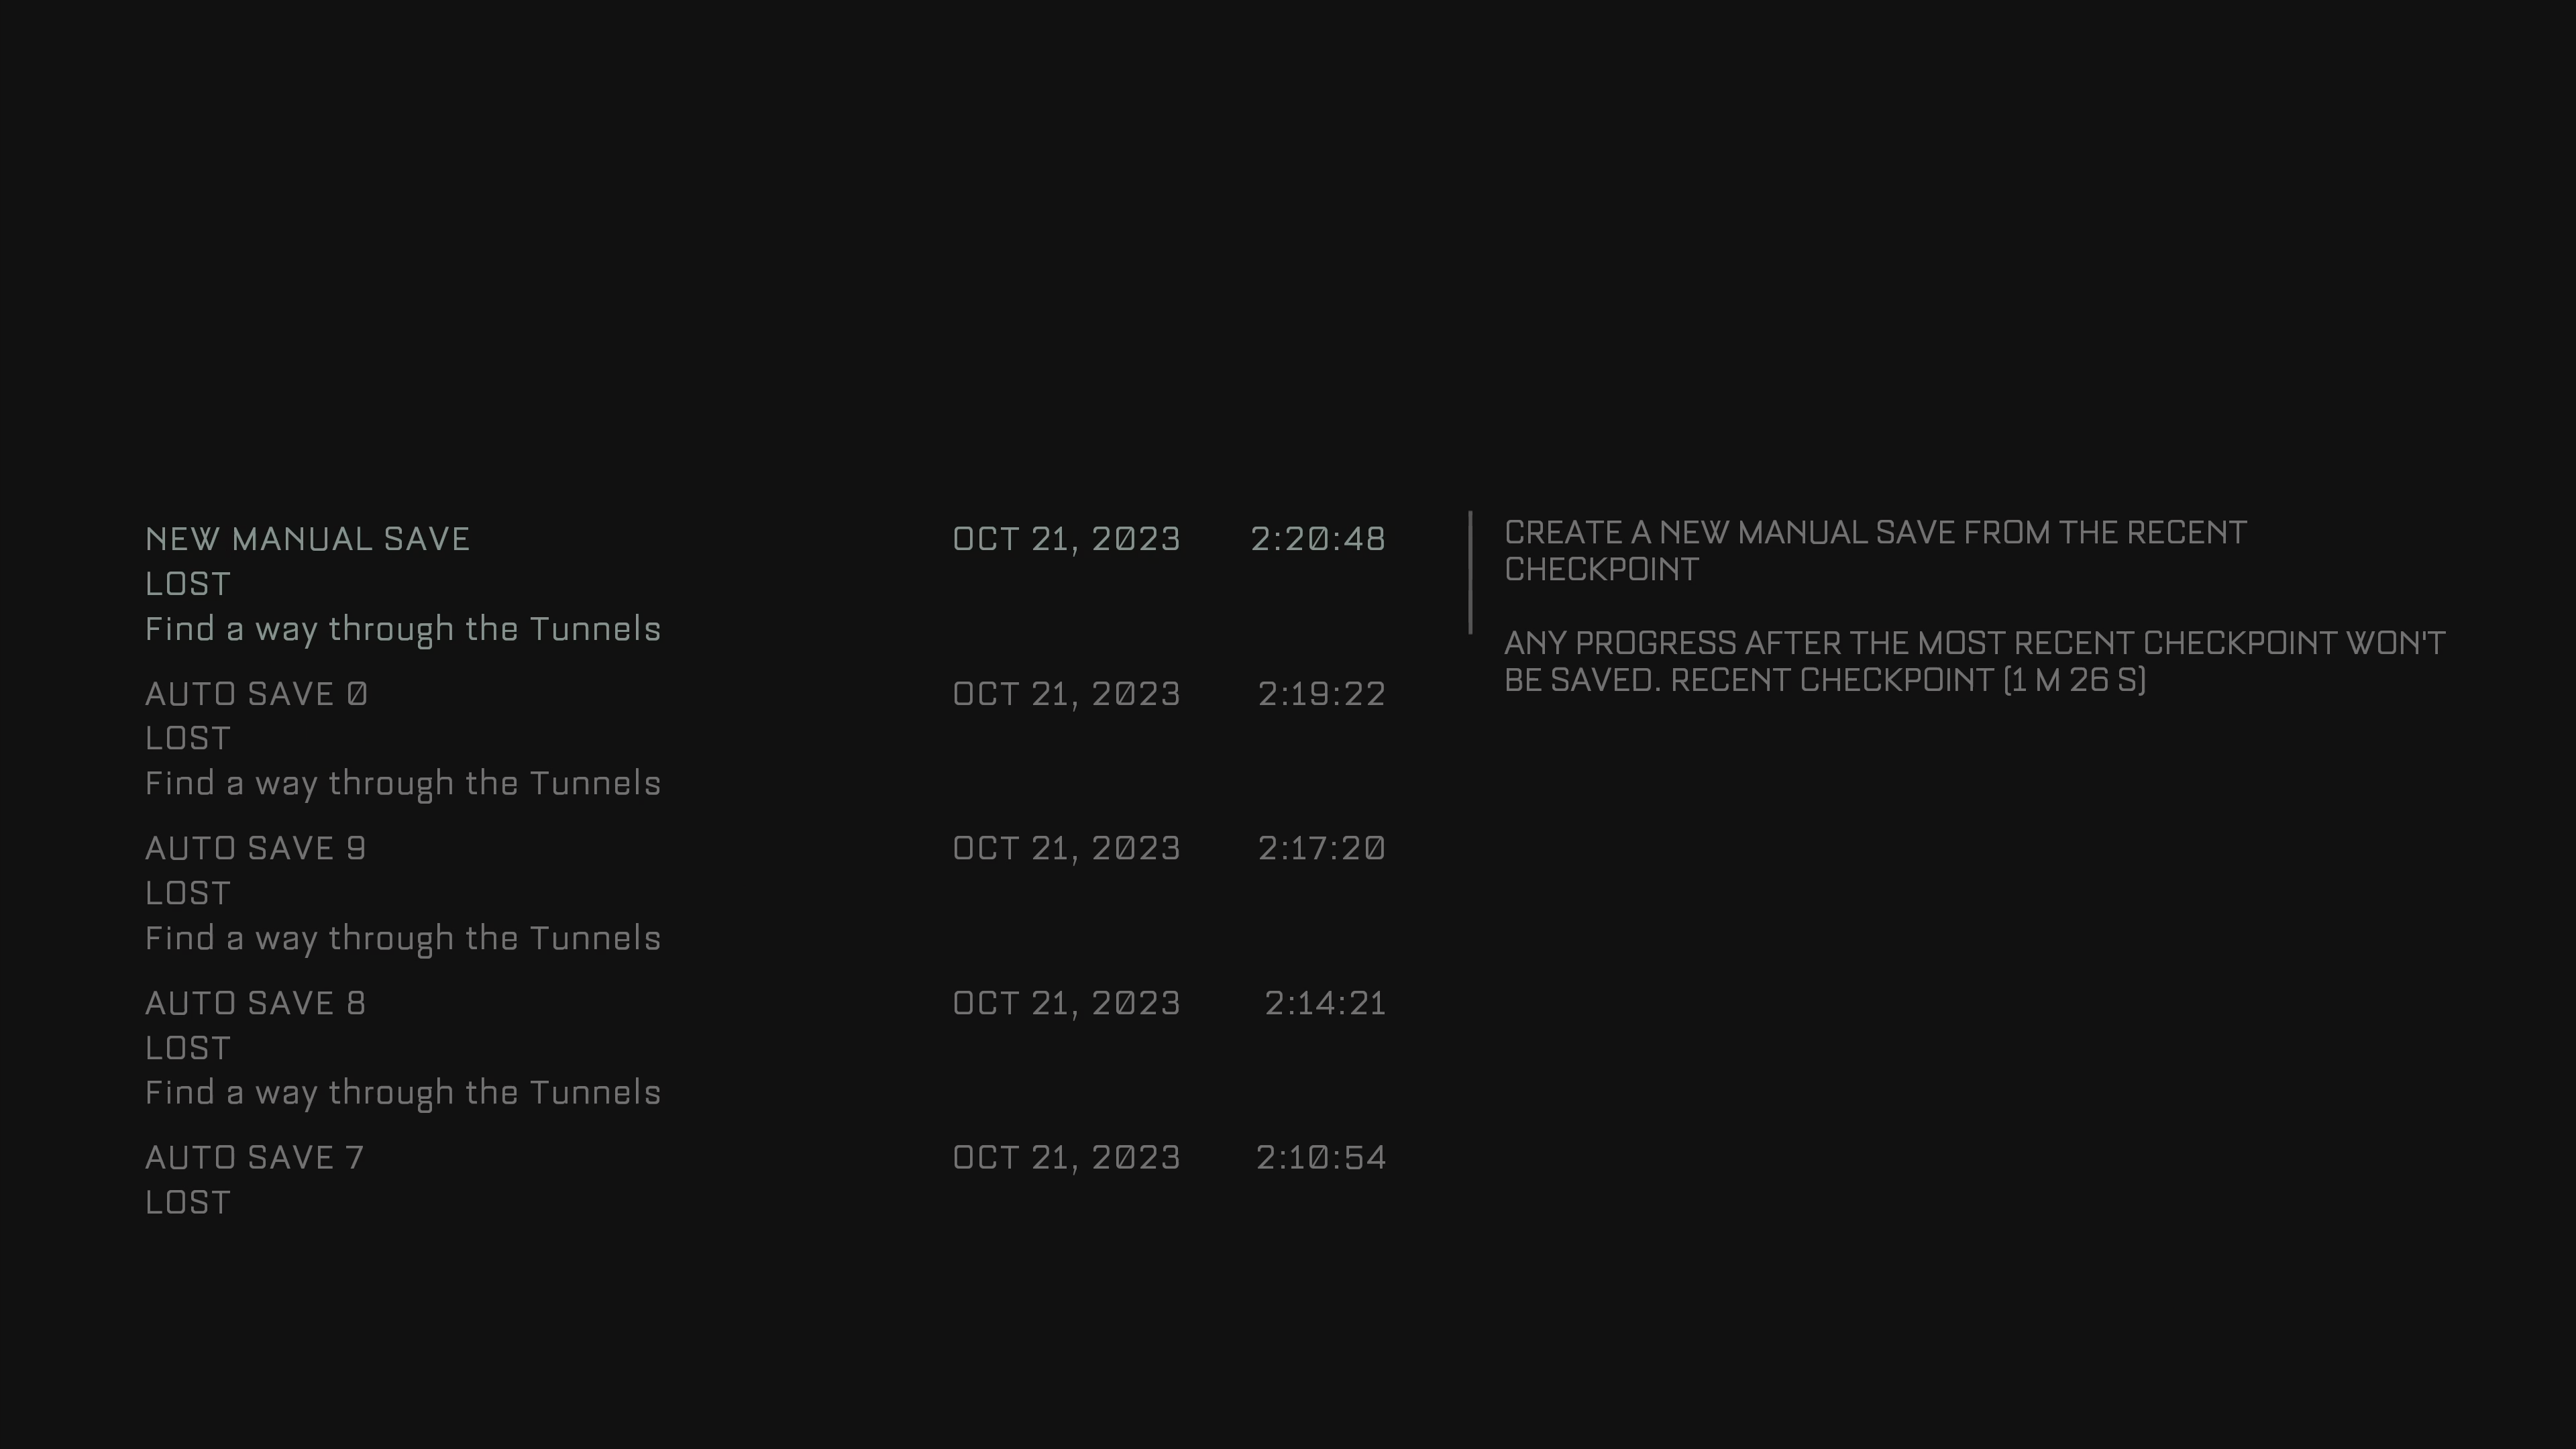 NEW MANUAL SAVE OCT 21, 2023 2:20:48
LOST
Find a way through the Tunnels
AUTO SAVE 0 OCT 21, 2023 2:19:22
LOST
Find a way through the Tunnels
AUTO SAVE 9 OCT 21, 2023 2:17:20
LOST
Find a way through the Tunnels
AUTO SAVE 8 OCT 21, 2023 2:14:21
LOST
Find a way through the Tunnels
AUTO SAVE 7 OCT 21, 2023 2:10:54
LOST
CREATE A NEW MANUAL SAVE FROM THE RECENT
CHECKPOINT
ANY PROGRESS AFTER THE MOST RECENT CHECKPOINT WON'T
BE SAVED. RECENT CHECKPOINT (1 M 26 S)